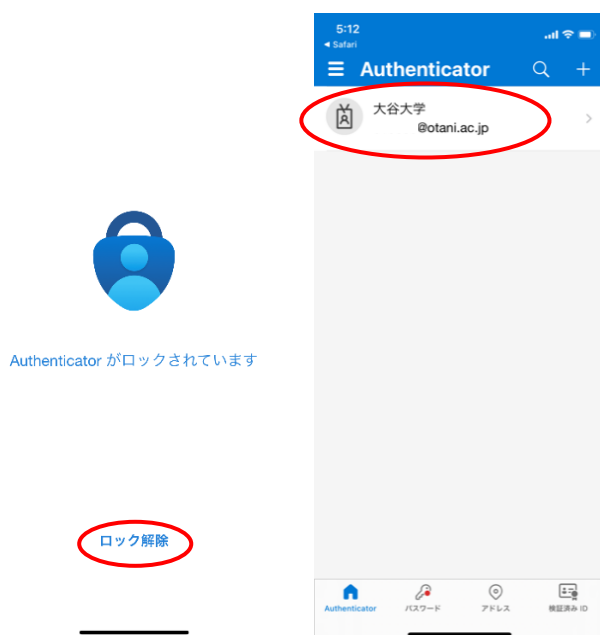 Authenticator がロックされています
ロック解除
5:12
◀ Safari
Authenticator
大谷大学
@otani.ac.jp
Authenticator
パスワード
アドレス
検証済み ID